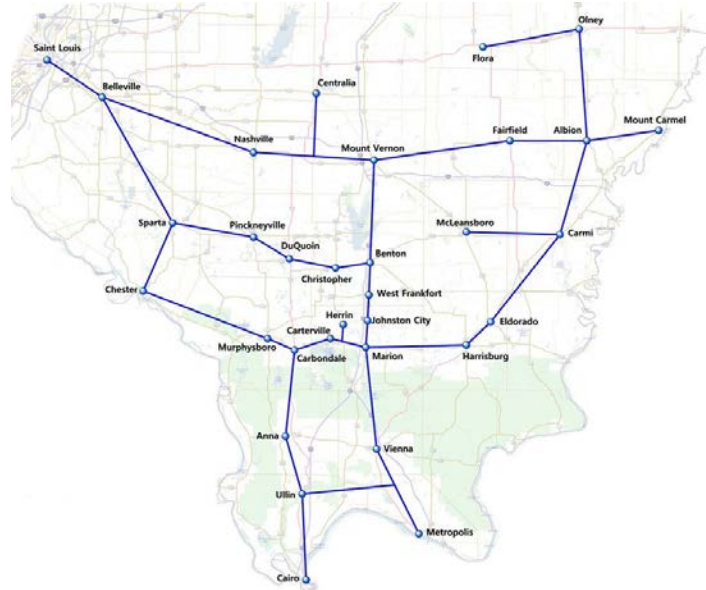 Olney
Saint Louis
Flora
Belleville
Centralia
Mount Carmel
Fairfield
Albion
Nashville
Mount Vernon
Sparta
Pinckneyville
McLeansboro
Carmi
DuQuoin
Benton
Christopher
Chester
West Frankfort
Herrin
Johnston City
Eldorado
Carterville
Murphysboro
Carbondale
Marion
Harrisburg
Anna
Vienna
Ullin
Metropolis
Cairo